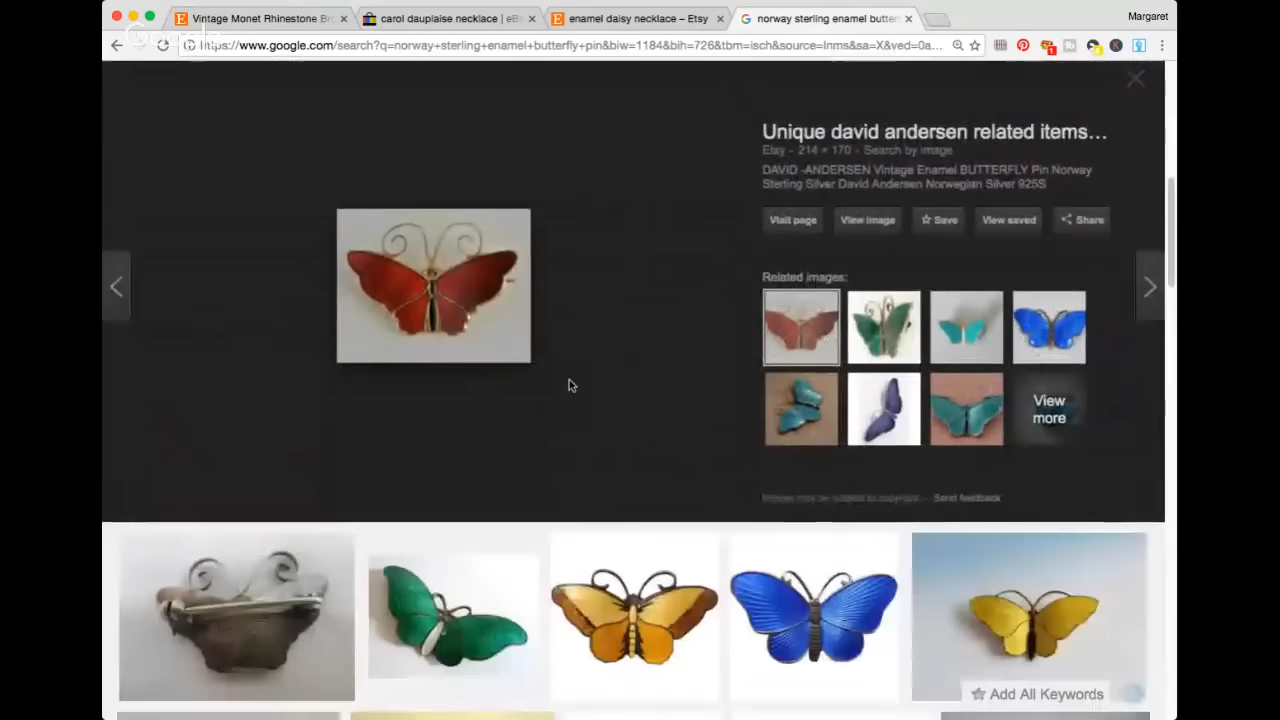 Vintage Monet Rhinestone Bro
carol dauplaise necklace | eB
enamel daisy necklace – Etsy
norway sterling enamel butter
Margaret
https://www.google.com/search?q=norway+sterling+enamel+butterfly+pin&biw=1184&bih=726&tbm=isch&source=lnms&sa=X&ved=0a...
Unique david andersen related items...
Etsy - 214 × 170 - Search by image
DAVID -ANDERSEN Vintage Enamel BUTTERFLY Pin Norway
Sterling Silver David Andersen Norwegian Silver 925S
Visit page
View image
Save
View saved
Share
Related images:
View
more
Images may be subject to copyright. - Send feedback
Add All Keywords